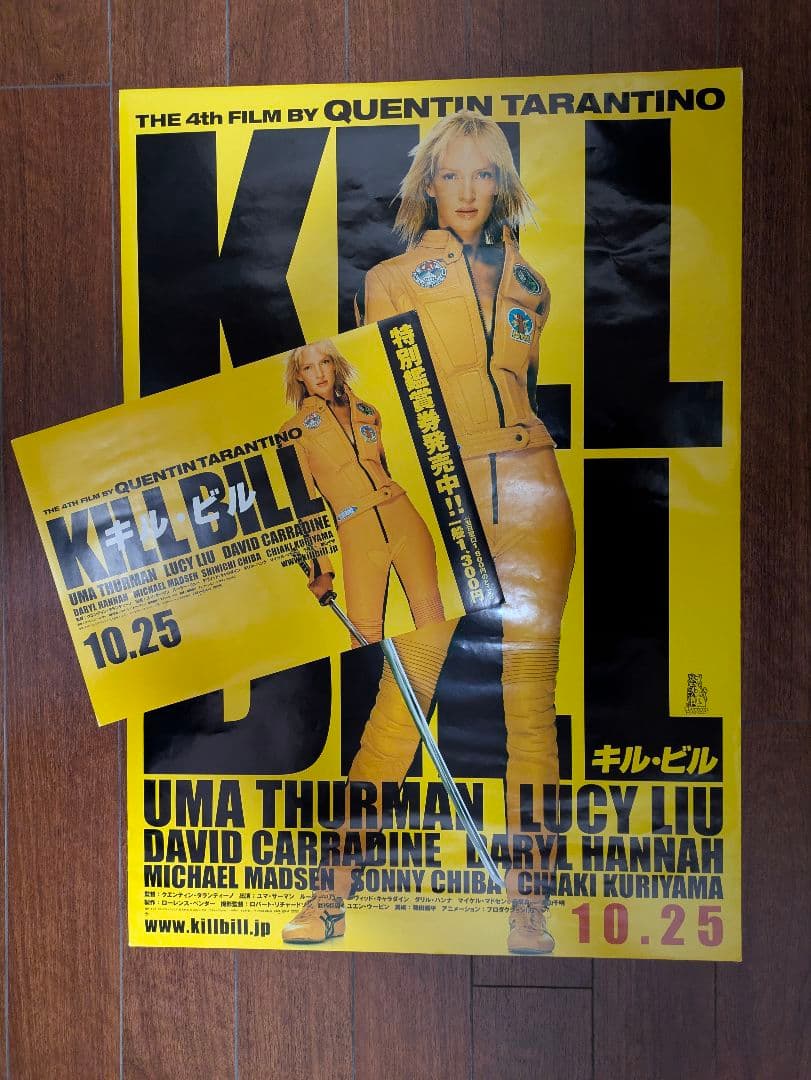 THE 4th FILM BY QUENTIN TARANTINO
KILL
BILL
キル・ビル
UMA THURMAN LUCY LIU
DAVID CARRADINE DARYL HANNAH
MICHAEL MADSEN SONNY CHIBA CHIAKI KURIYAMA
www.killbill.jp
10.25
特別鑑賞券発売中!!
一般1,300円
THE 4TH FILM BY QUENTIN TARANTINO
KILL BILL
キル・ビル
UMA THURMAN LUCY LIU DAVID CARRADINE
DARYL HANNAH MICHAEL MADSEN SHINICHI CHIBA CHIAKI KURIYAMA
www.killbill.jp
10.25